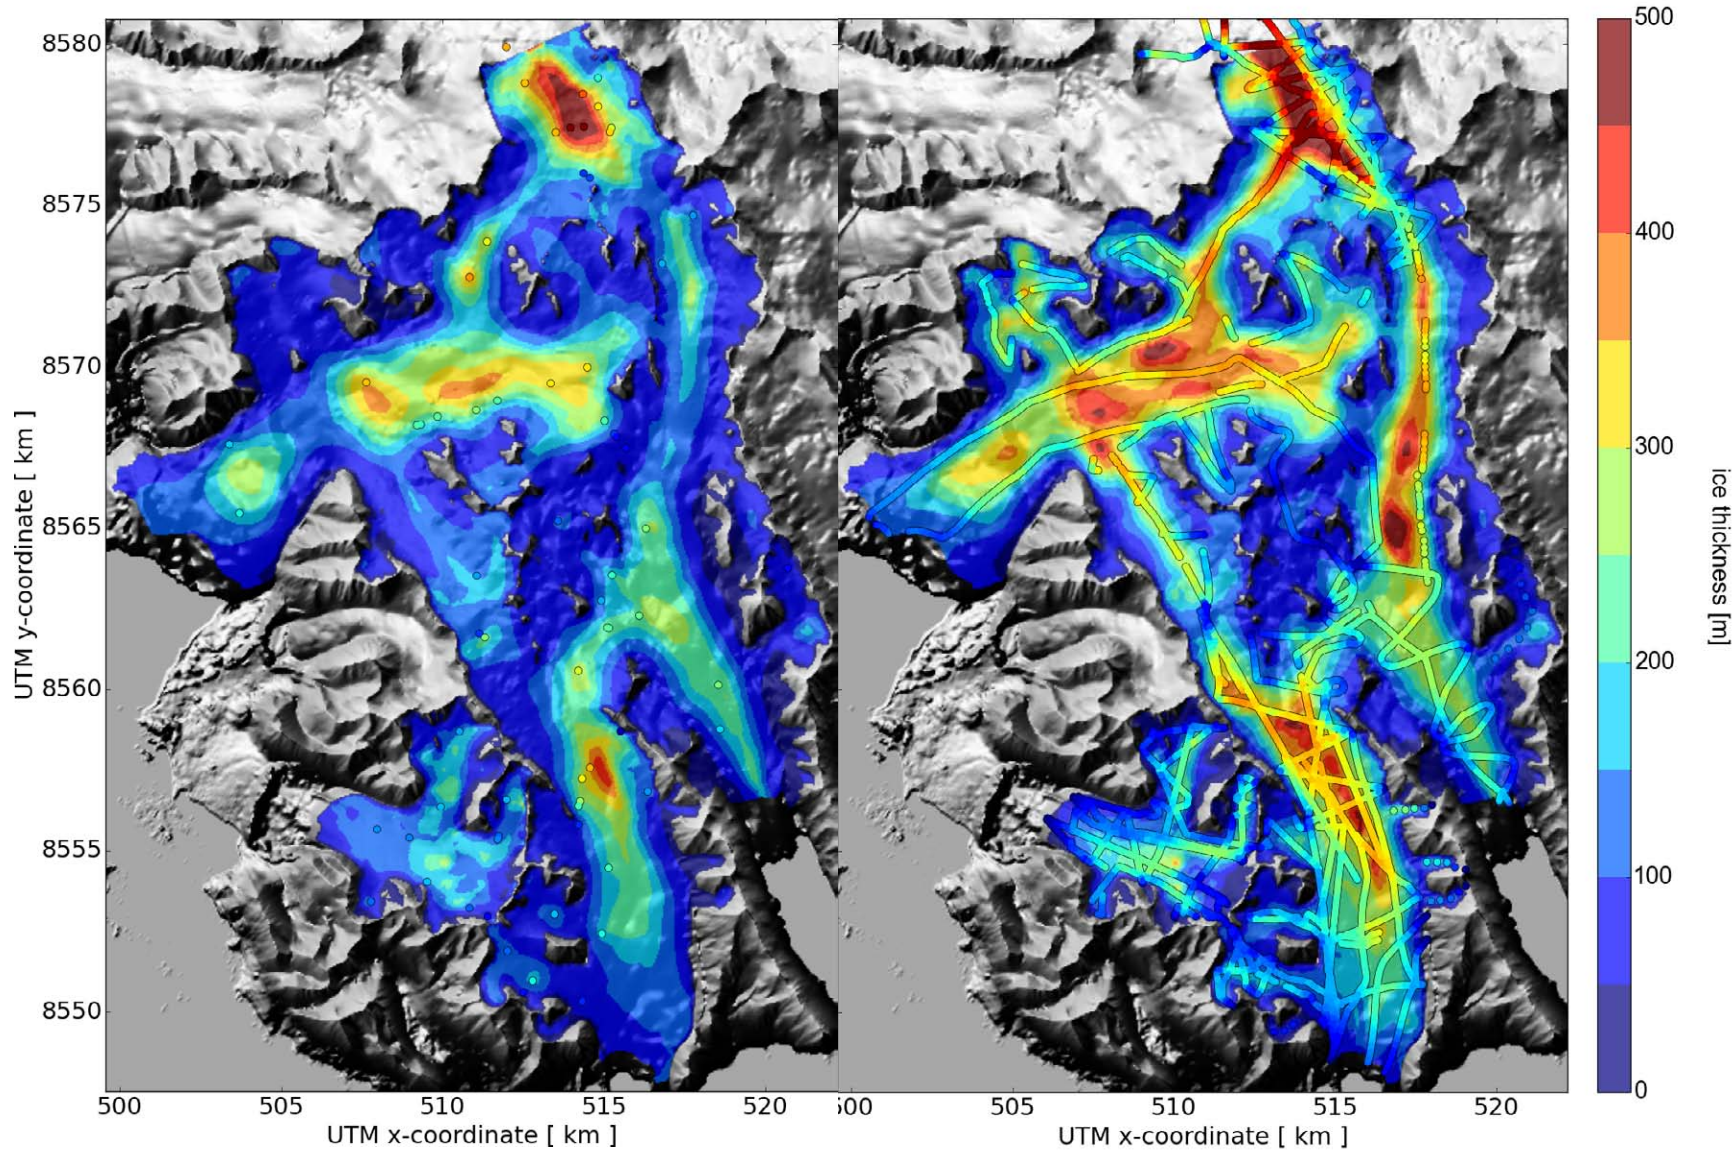 UTM y-coordinate [ km ]
8580
8575
8570
8565
8560
8555
8550
500 505 510 515 520
UTM x-coordinate [ km ]
500 505 510 515 520
UTM x-coordinate [ km ]
500
400
300
200
100
0
ice thickness [m]